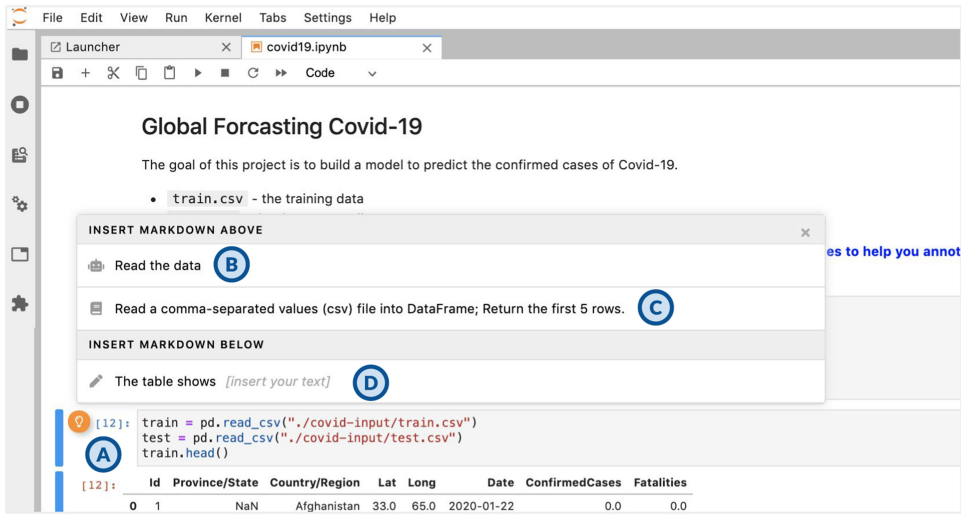 File Edit View Run Kernel Tabs Settings Help
Launcher × covid19.ipynb ×
Code
Global Forcasting Covid-19
The goal of this project is to build a model to predict the confirmed cases of Covid-19.
• train.csv - the training data
INSERT MARKDOWN ABOVE ×
es to help you annot
Read the data B
Read a comma-separated values (csv) file into DataFrame; Return the first 5 rows. C
INSERT MARKDOWN BELOW
The table shows [insert your text] D
[12]: train = pd.read_csv("./covid-input/train.csv")
test = pd.read_csv("./covid-input/test.csv")
A train.head()
[12]: Id Province/State Country/Region Lat Long Date ConfirmedCases Fatalities
0 1 NaN Afghanistan 33.0 65.0 2020-01-22 0.0 0.0